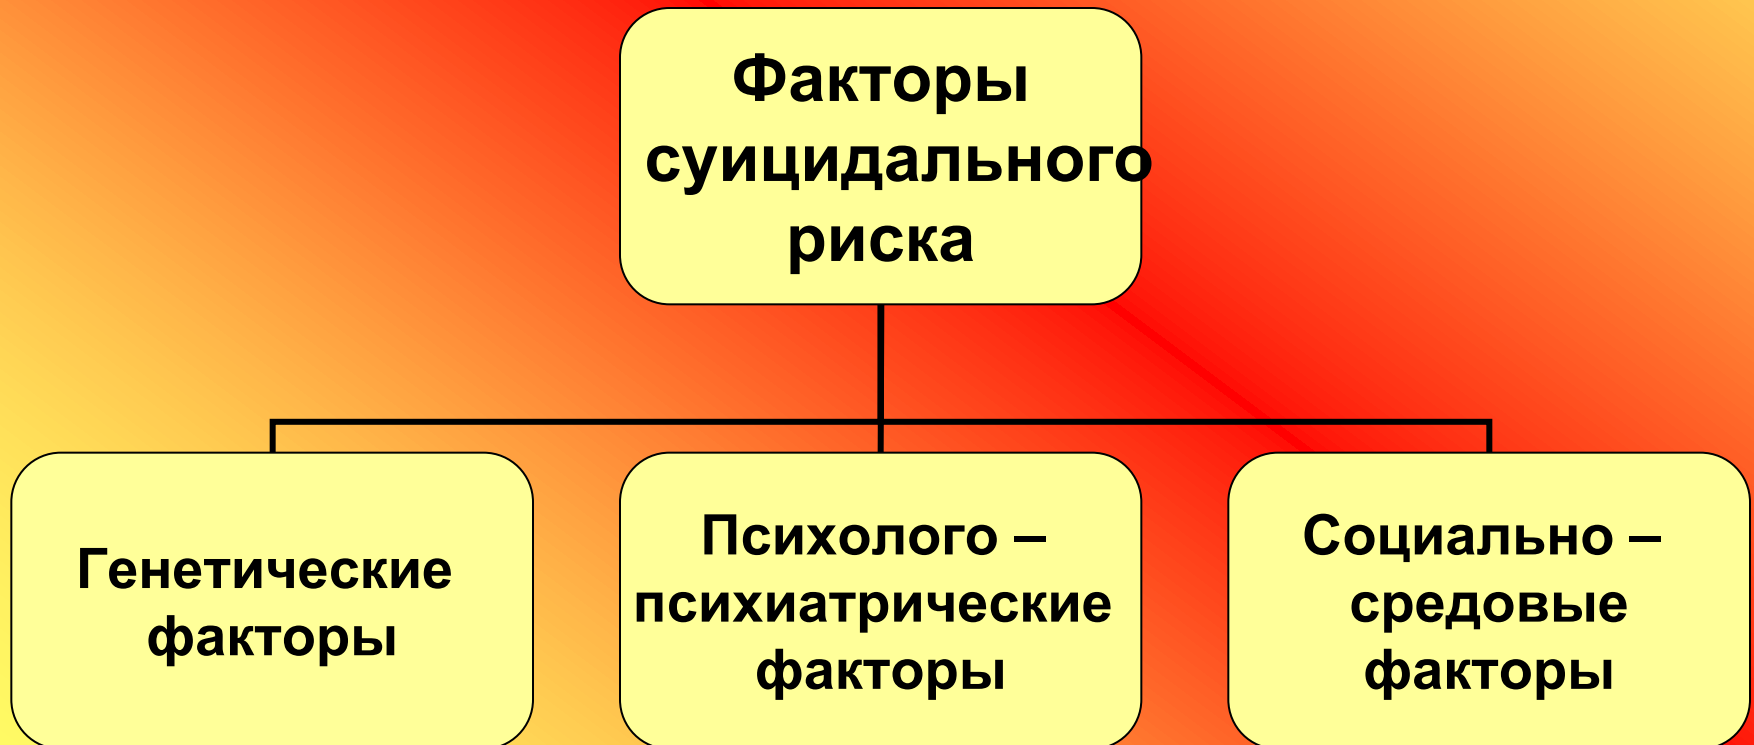 Факторы
суицидального
риска
Генетические
факторы
Психолого –
психиатрические
факторы
Социально –
средовые
факторы